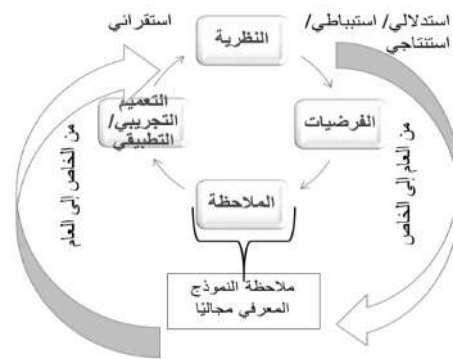 استدلالي/ استنباطي/
استنتاجي
استقرائي
النظرية
الفرضيات
التعميم
التجريبي/
التطبيقي
الملاحظة
من العام إلى الخاص
من الخاص إلى العام
ملاحظة النموذج
المعرفي مجاليًا